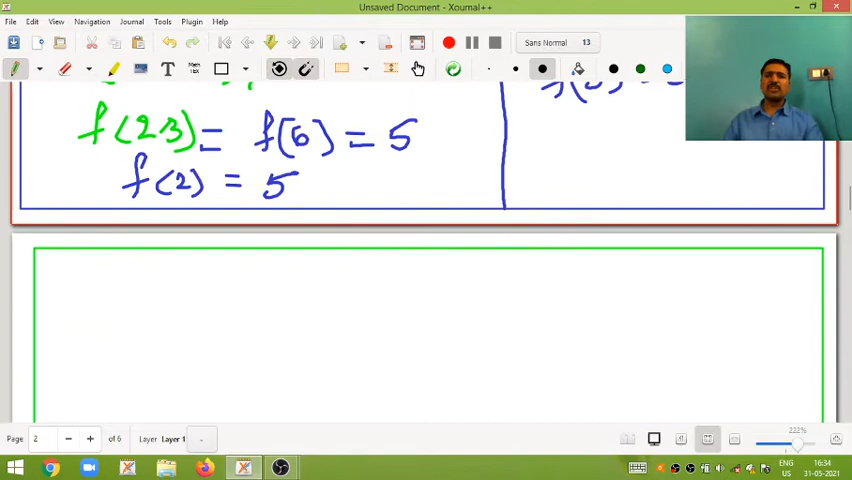 Unsaved Document - Xournal++
File Edit View Navigation Journal Tools Plugin Help
Sans Normal 13
f(23) = f(6) = 5
f(2) = 5
Page 2 of 6 Layer Layer 1
222%
ENG 16:34
US 31-05-2021